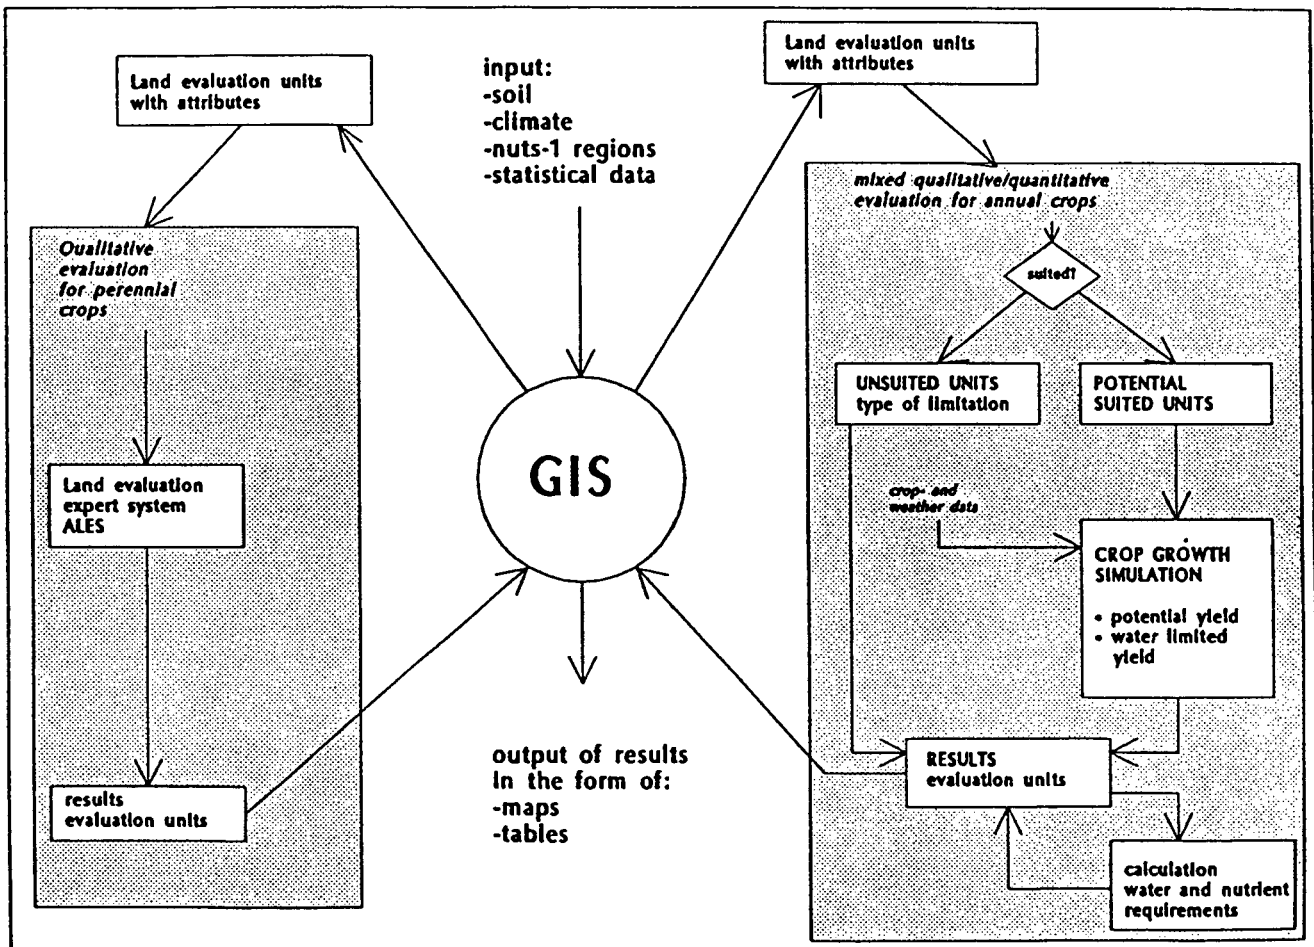 Land evaluation units
with attributes
input:
-soil
-climate
-nuts-1 regions
-statistical data
Land evaluation units
with attributes
Qualitative
evaluation
for perennial
crops
Land evaluation
expert system
ALES
results
evaluation units
GIS
output of results
in the form of:
-maps
-tables
mixed qualitative/quantitative
evaluation for annual crops
suited?
UNSUITED UNITS
type of limitation
POTENTIAL
SUITED UNITS
crop- and
weather data
CROP GROWTH
SIMULATION
• potential yield
• water limited
yield
RESULTS
evaluation units
calculation
water and nutrient
requirements